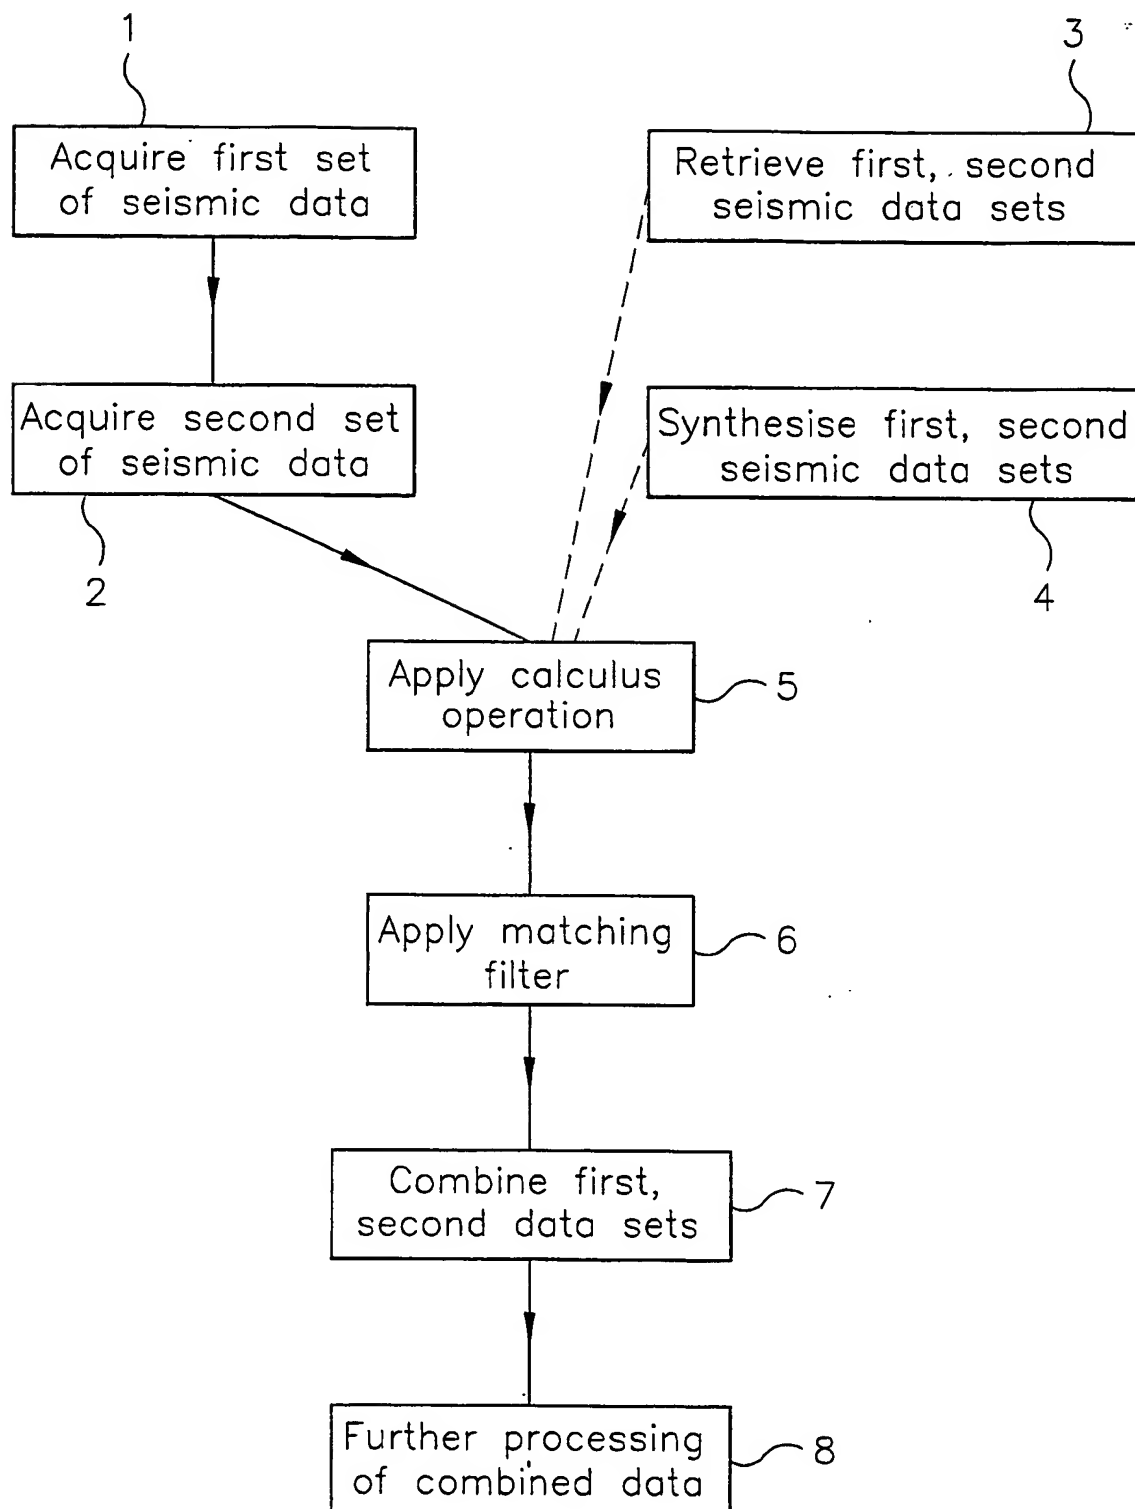 1
Acquire first set
of seismic data
3
Retrieve first, second
seismic data sets
Acquire second set
of seismic data
2
Synthesise first, second
seismic data sets
4
Apply calculus
operation
5
Apply matching
filter
6
Combine first,
second data sets
7
Further processing
of combined data
8